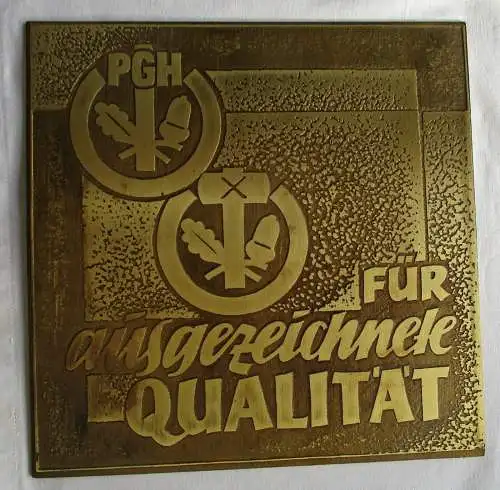 PGH
FÜR
ausgezeichnete
QUALITÄT